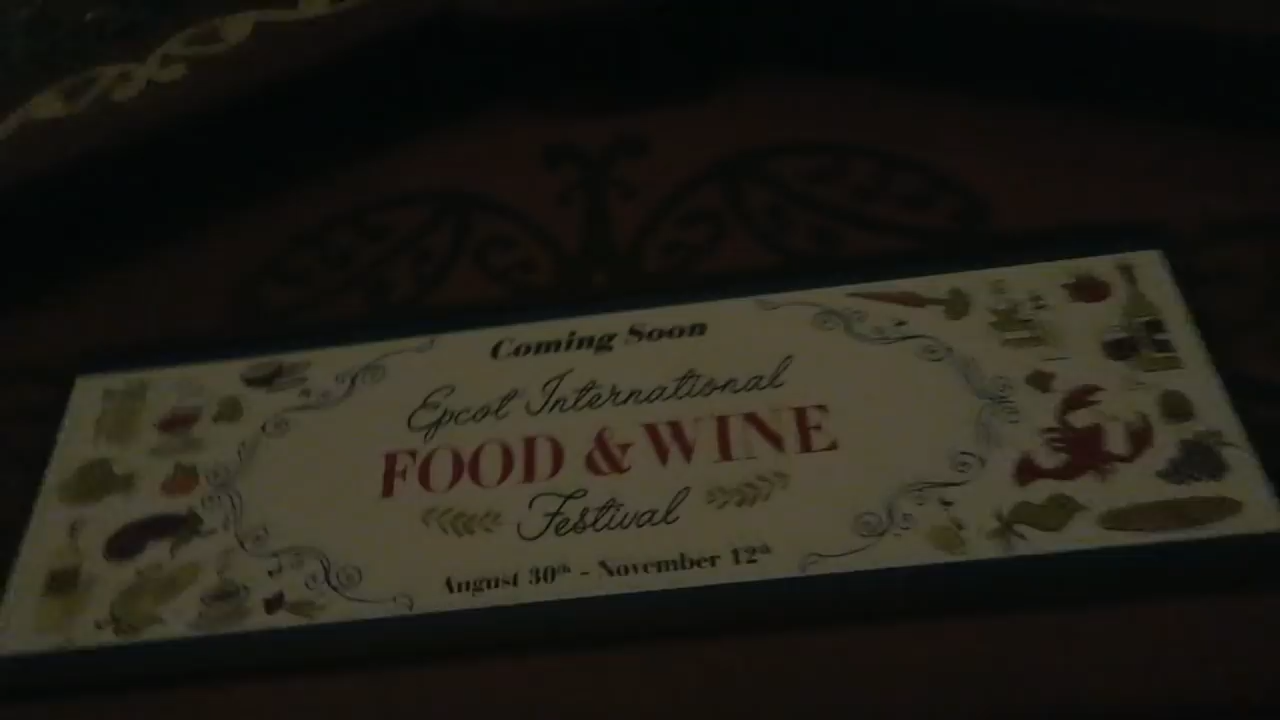 Coming Soon
Epcot International
FOOD & WINE
Festival
August 30th - November 12th